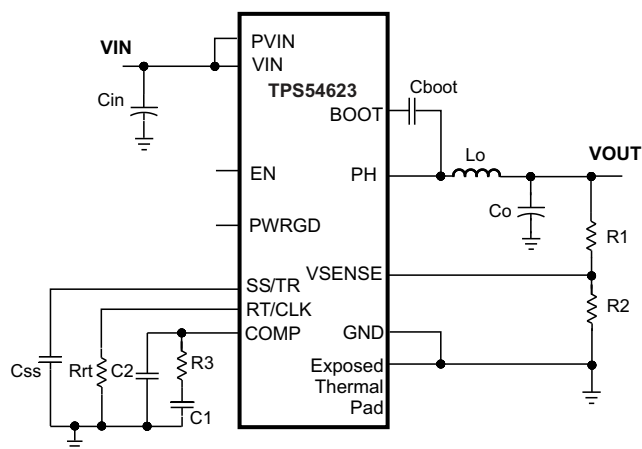 VIN
PVIN
VIN
TPS54623
Cboot
Cin
BOOT
Lo
VOUT
EN
PH
Co
R1
PWRGD
VSENSE
SS/TR
R2
RT/CLK
COMP
GND
Css
Rrt
C2
R3
C1
Exposed
Thermal
Pad